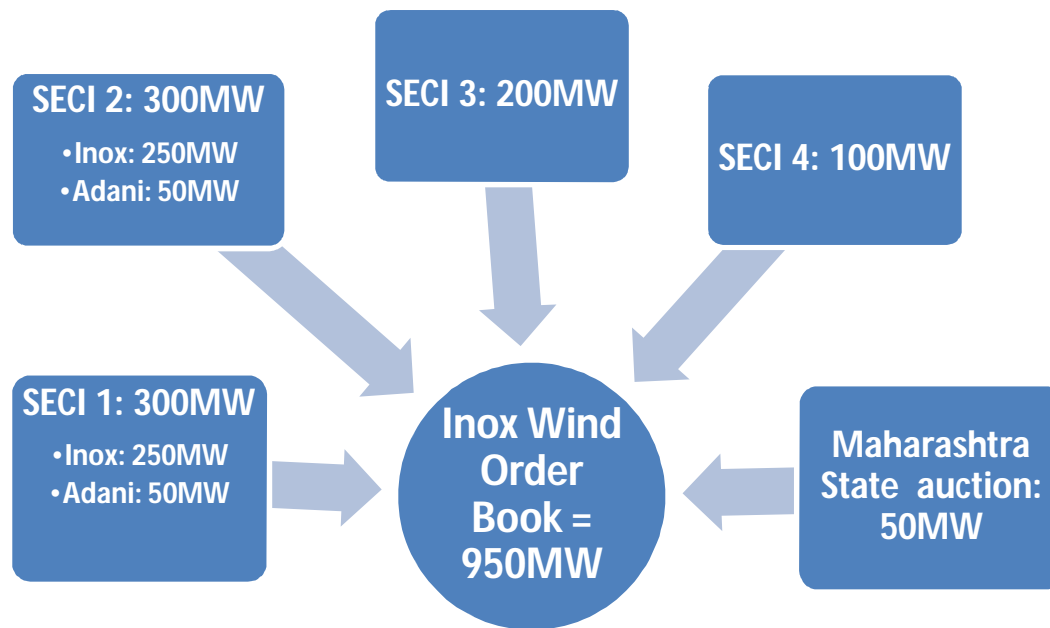 SECI 2: 300MW
•Inox: 250MW
•Adani: 50MW
SECI 3: 200MW
SECI 4: 100MW
SECI 1: 300MW
•Inox: 250MW
•Adani: 50MW
Inox Wind
Order
Book =
950MW
Maharashtra
State auction:
50MW